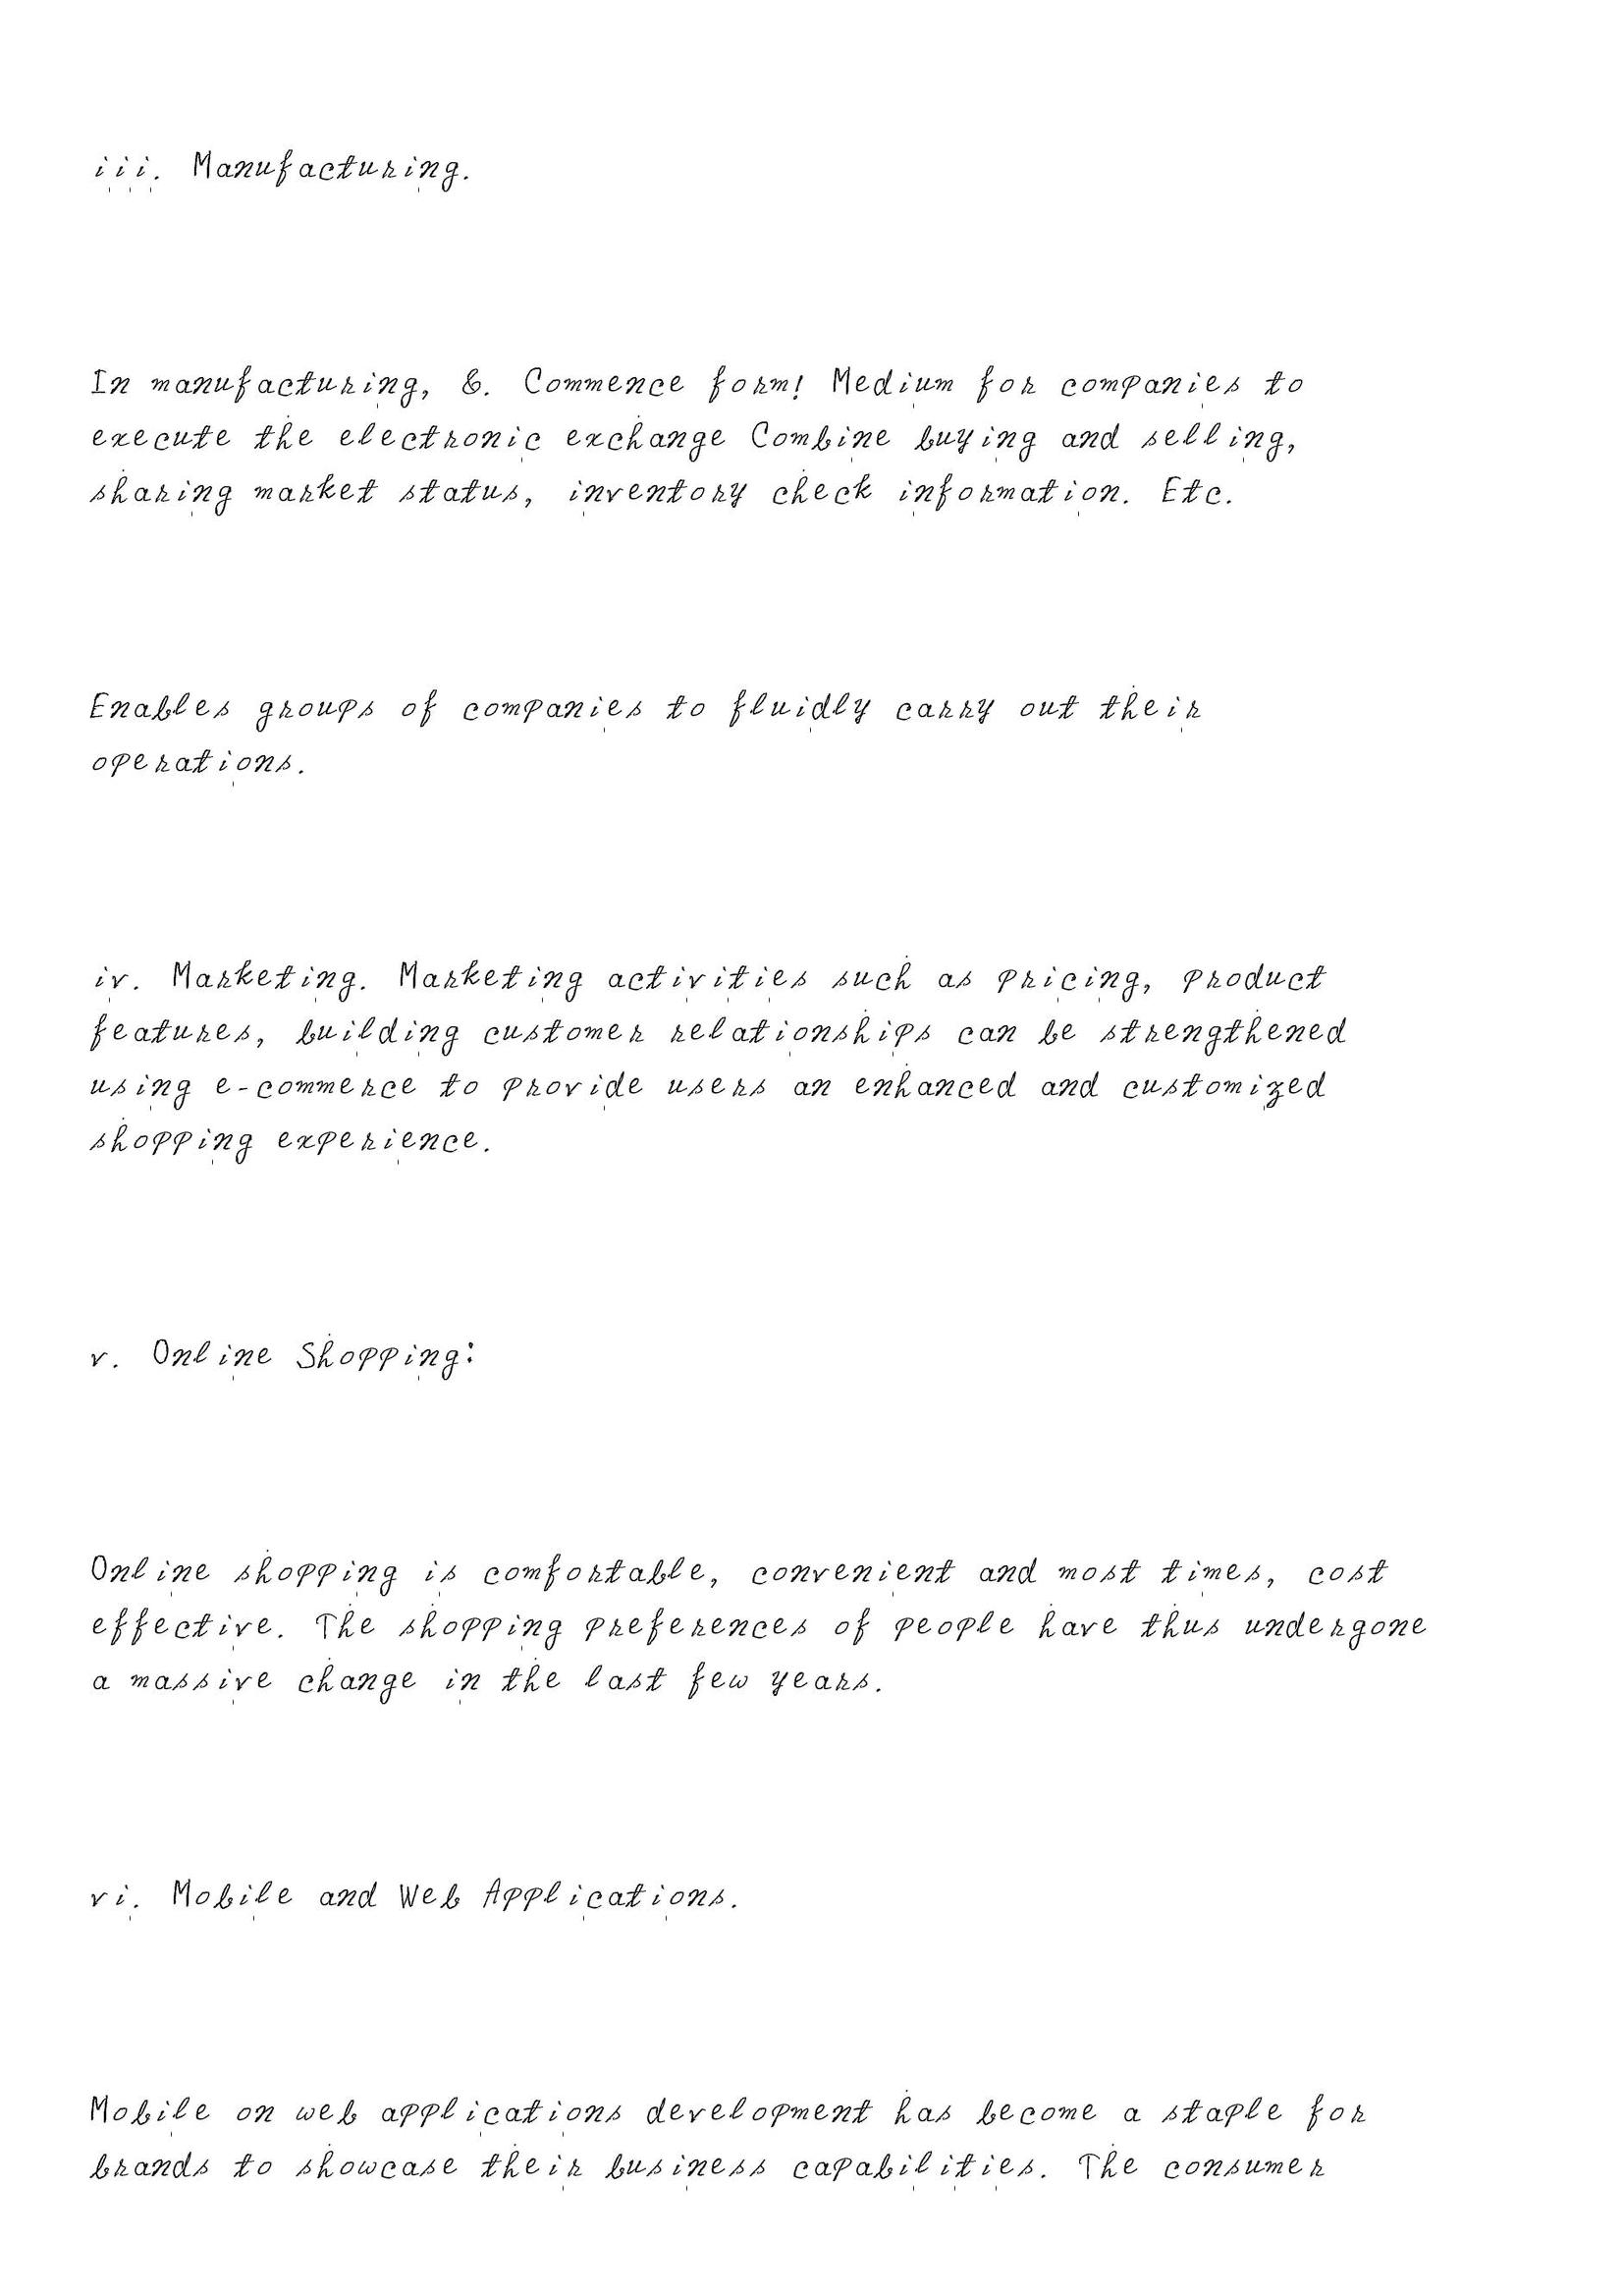 iii. Manufacturing.
In manufacturing, E. Commence form! Medium for companies to
execute the electronic exchange Combine buying and selling,
sharing market status, inventory check information. Etc.
Enables groups of companies to fluidly carry out their
operations.
iv. Marketing. Marketing activities such as pricing, product
features, building customer relationships can be strengthened
using e-commerce to provide users an enhanced and customized
shopping experience.
v. Online Shopping:
Online shopping is comfortable, convenient and most times, cost
effective. The shopping preferences of people have thus undergone
a massive change in the last few years.
vi. Mobile and Web Applications.
Mobile on web applications development has become a staple for
brands to showcase their business capabilities. The consumer